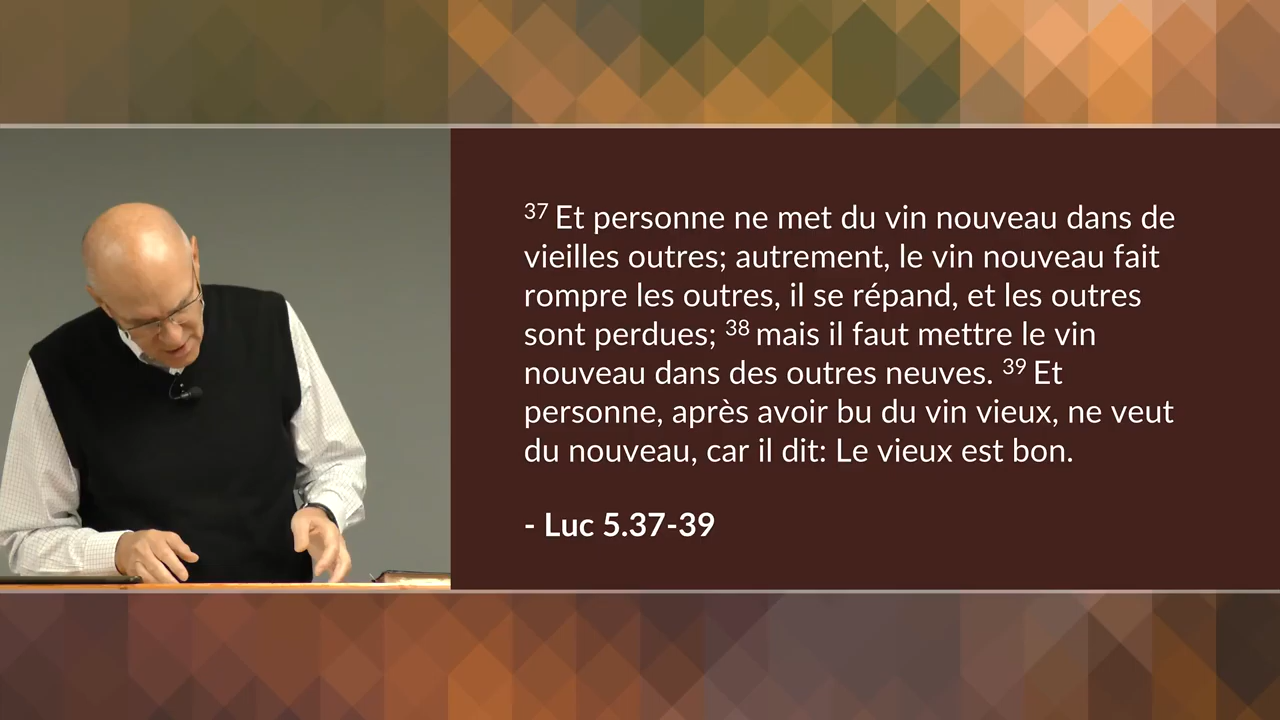 37 Et personne ne met du vin nouveau dans de
vieilles outres; autrement, le vin nouveau fait
rompre les outres, il se répand, et les outres
sont perdues; 38 mais il faut mettre le vin
nouveau dans des outres neuves. 39 Et
personne, après avoir bu du vin vieux, ne veut
du nouveau, car il dit: Le vieux est bon.
- Luc 5.37-39